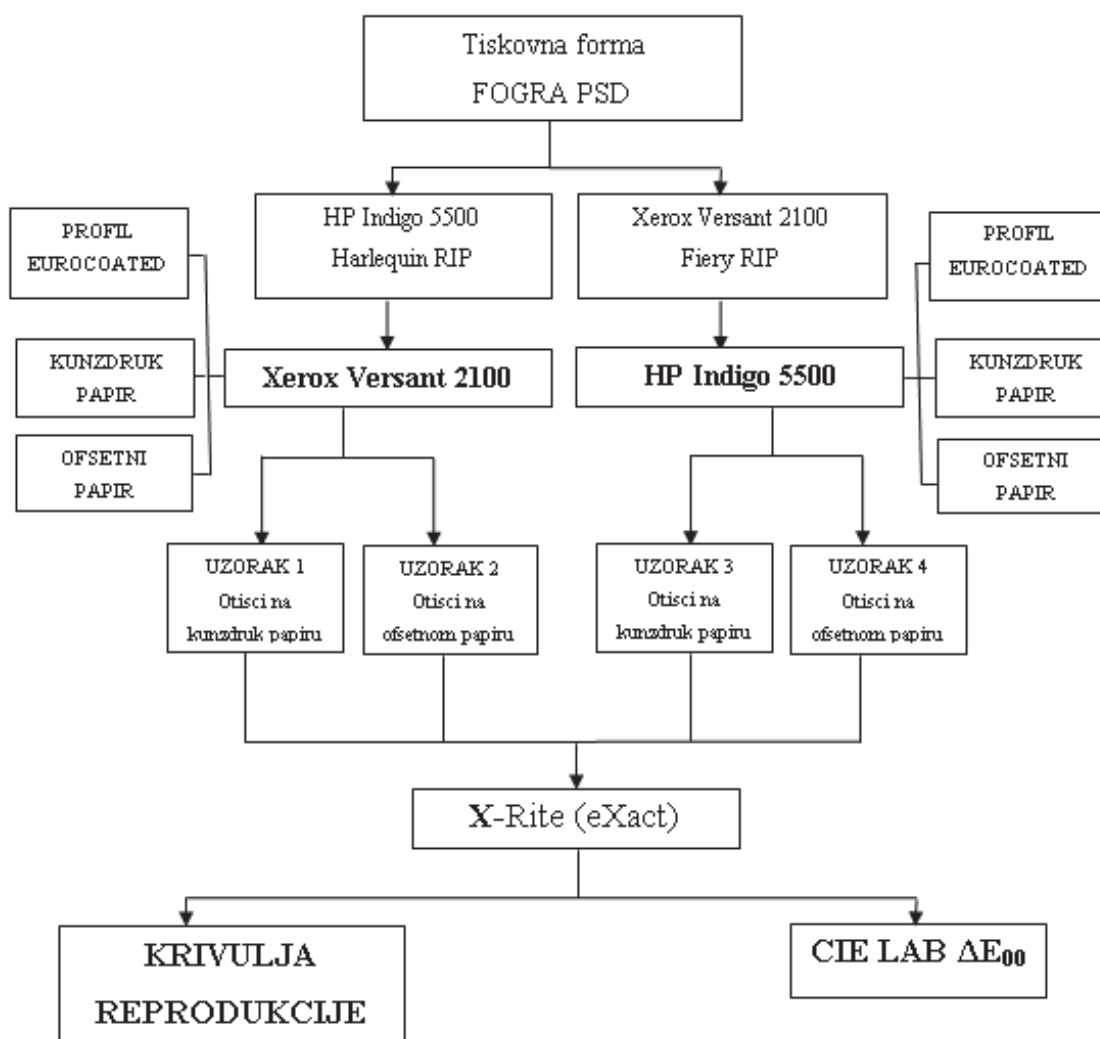 Tiskovna forma
FOGRA PSD
HP Indigo 5500
Harlequin RIP
Xerox Versant 2100
Fiery RIP
PROFIL
EUROCOATED
PROFIL
EUROCOATED
KUNZDRUK
PAPIR
Xerox Versant 2100
HP Indigo 5500
KUNZDRUK
PAPIR
OFSETNI
PAPIR
OFSETNI
PAPIR
UZORAK 1
Otisci na
kunzdruk papiru
UZORAK 2
Otisci na
ofsetnom papiru
UZORAK 3
Otisci na
kunzdruk papiru
UZORAK 4
Otisci na
ofsetnom papiru
X-Rite (eXact)
KRIVULJA
REPRODUKCIJE
CIE LAB ΔE₀₀